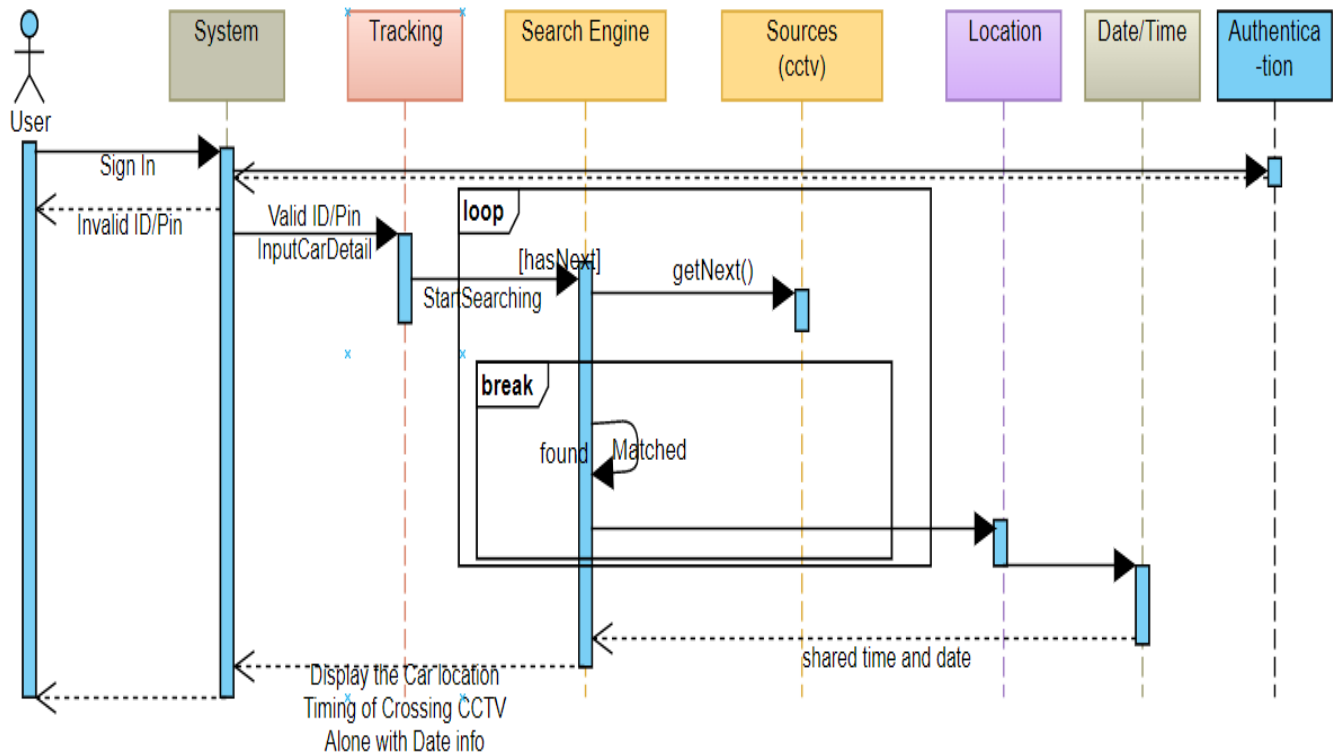 System
Tracking
Search Engine
Sources
(cctv)
Location
Date/Time
Authentica
-tion
User
Sign In
Invalid ID/Pin
Valid ID/Pin
InputCarDetail
loop
[hasNext]
StartSearching
getNext()
break
found
Matched
shared time and date
Display the Car location
Timing of Crossing CCTV
Alone with Date info